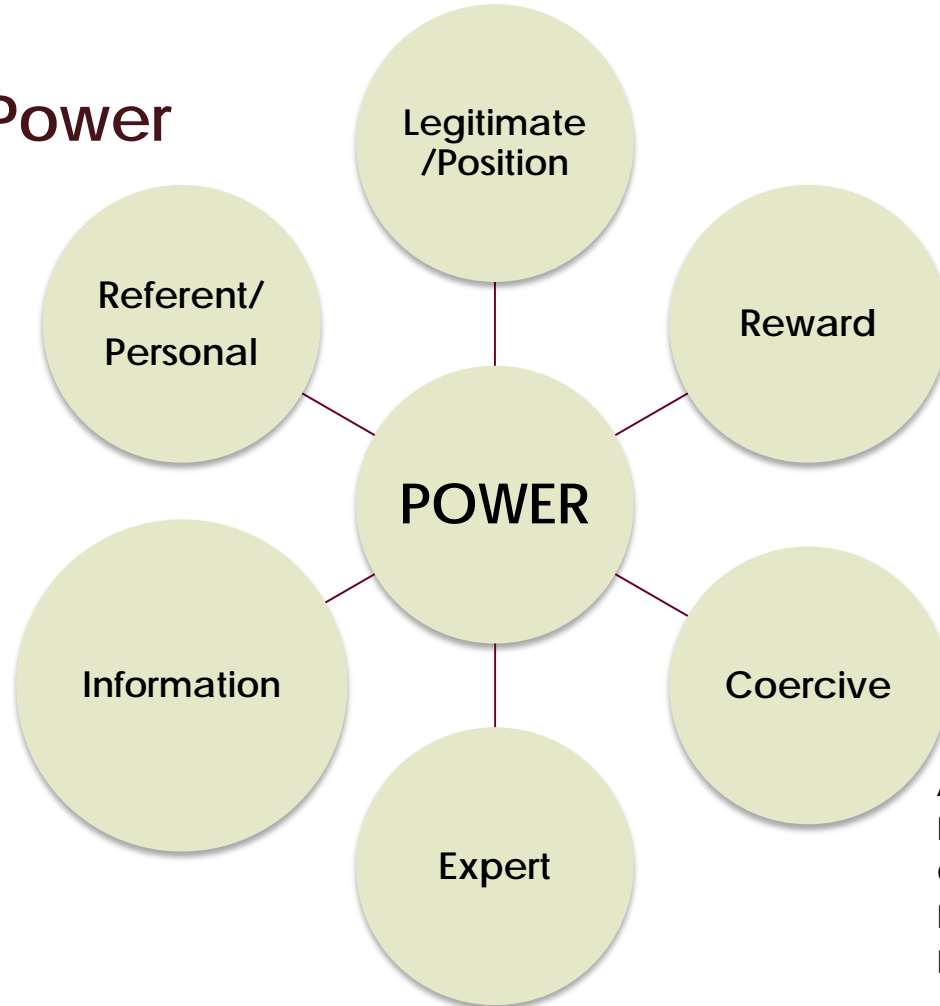 Power
Legitimate
/Position
Referent/
Personal
Reward
POWER
Information
Coercive
Expert